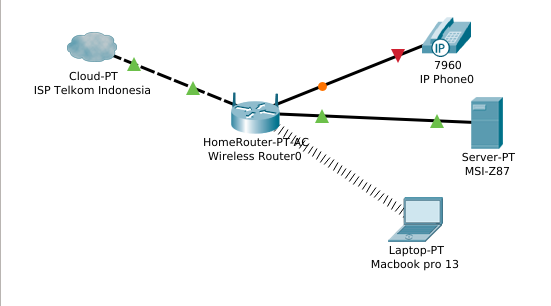 Cloud-PT
ISP Telkom Indonesia
IP
7960
IP Phone0
HomeRouter-PT-AC
Wireless Router0
Server-PT
MSI-Z87
Laptop-PT
Macbook pro 13